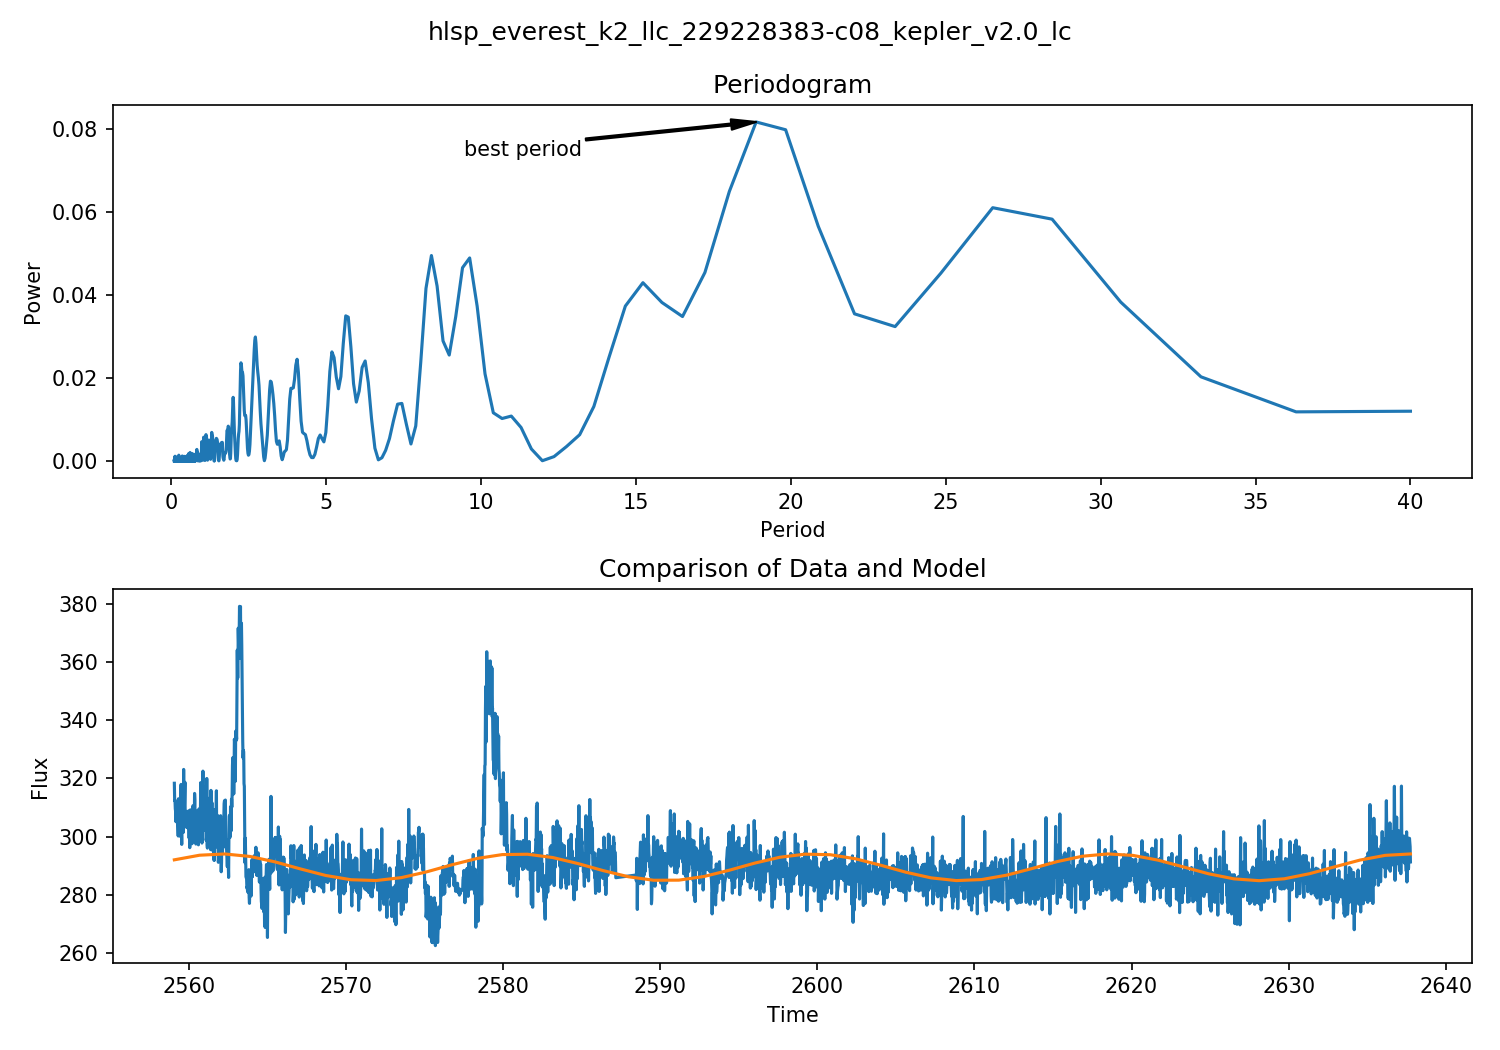 hlsp_everest_k2_llc_229228383-c08_kepler_v2.0_lc
Periodogram
0.08
0.06
0.04
0.02
0.00
Power
best period
0 5 10 15 20 25 30 35 40
Period
Comparison of Data and Model
380
360
340
320
300
280
260
Flux
2560 2570 2580 2590 2600 2610 2620 2630 2640
Time